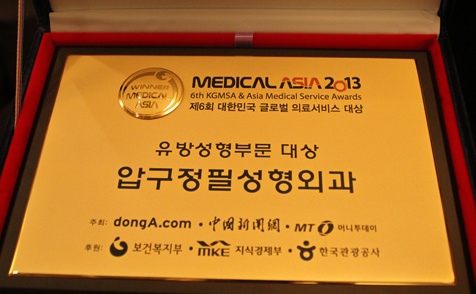 WINNER
MEDICAL
ASIA
MEDICAL ASIA 2013
6th KGMSA & Asia Medical Service Awards
제6회 대한민국 글로벌 의료서비스 대상
유방성형부문 대상
압구정필성형외과
주최: dongA.com · 中國新聞網 · MT 머니투데이
후원: 보건복지부 · MKE 지식경제부 · 한국관광공사